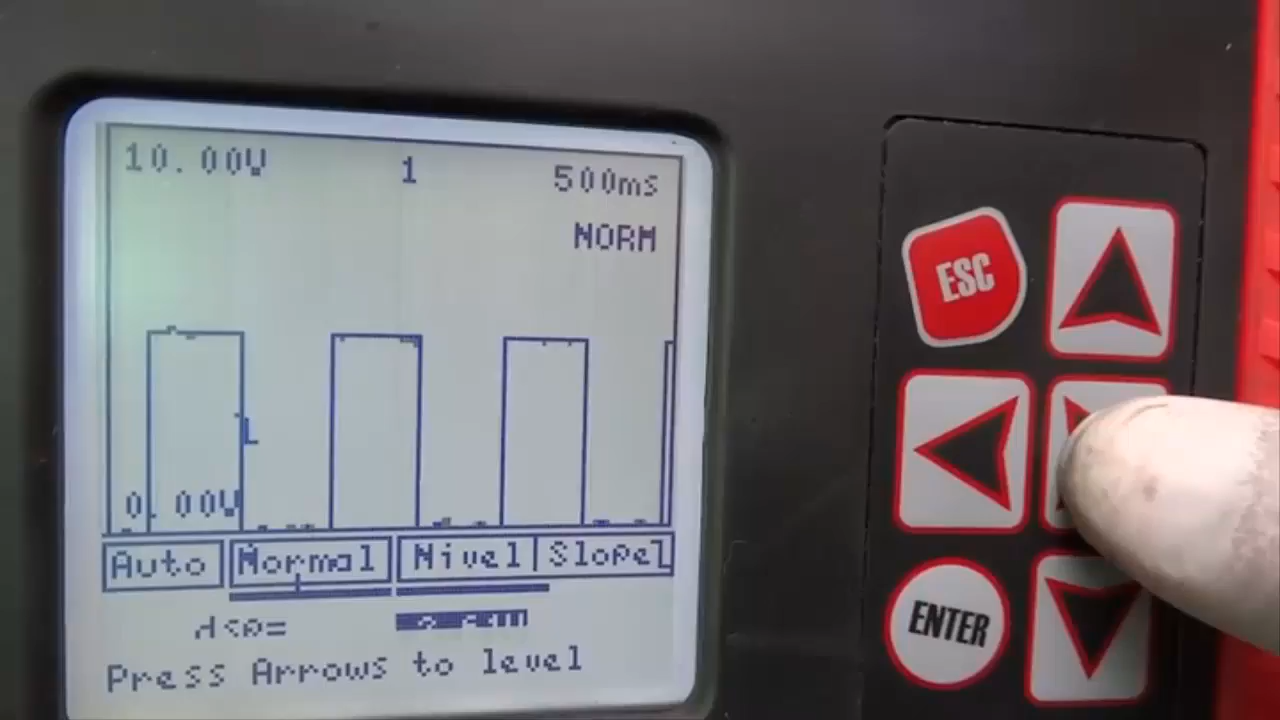 10.00V 1 500ms
NORM
0.00V
Auto Normal Nivel Slope
Press Arrows to level
ESC
ENTER